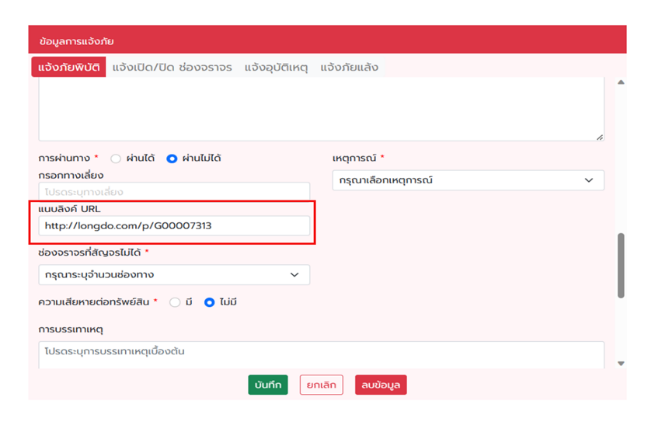 ข้อมูลการแจ้งภัย
แจ้งภัยพิบัติ แจ้งเปิด/ปิด ช่องจราจร แจ้งอุบัติเหตุ แจ้งภัยแล้ง
การผ่านทาง * ผ่านได้ ผ่านไม่ได้ เหตุการณ์ *
กรอกทางเลี่ยง กรุณาเลือกเหตุการณ์
โปรดระบุทางเลี่ยง
แนบลิงค์ URL
http://longdo.com/p/G00007313
ช่องจราจรที่สัญจรไม่ได้ *
กรุณาระบุจำนวนช่องทาง
ความเสียหายต่อทรัพย์สิน * มี ไม่มี
การบรรเทาเหตุ
โปรดระบุการบรรเทาเหตุเบื้องต้น
บันทึก ยกเลิก ลบข้อมูล